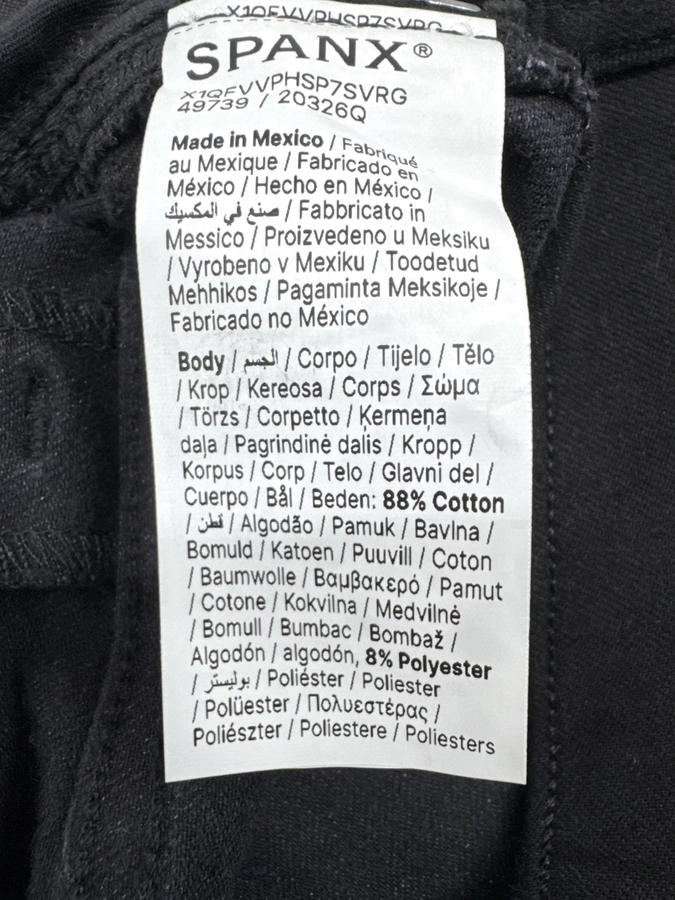 X1QFVVPHSP7SVRG
SPANX®
X1QFVVPHSP7SVRG
49739 / 20326Q
Made in Mexico / Fabriqué
au Mexique / Fabricado en
México / Hecho en México /
صنع في المكسيك / Fabbricato in
Messico / Proizvedeno u Meksiku
/ Vyrobeno v Mexiku / Toodetud
Mehhikos / Pagaminta Meksikoje /
Fabricado no México
Body / الجسم / Corpo / Tijelo / Tělo
/ Krop / Kereosa / Corps / Σώμα
/ Törzs / Corpetto / Ķermeņa
daļa / Pagrindinė dalis / Kropp /
Korpus / Corp / Telo / Glavni del /
Cuerpo / Bål / Beden: 88% Cotton
/ قطن / Algodão / Pamuk / Bavlna /
Bomuld / Katoen / Puuvill / Coton
/ Baumwolle / Βαμβακερό / Pamut
/ Cotone / Kokvilna / Medvilnė
/ Bomull / Bumbac / Bombaž /
Algodón / algodón, 8% Polyester
/ بوليستر / Poliéster / Poliester
/ Polüester / Πολυεστέρας /
Poliészter / Poliestere / Poliesters